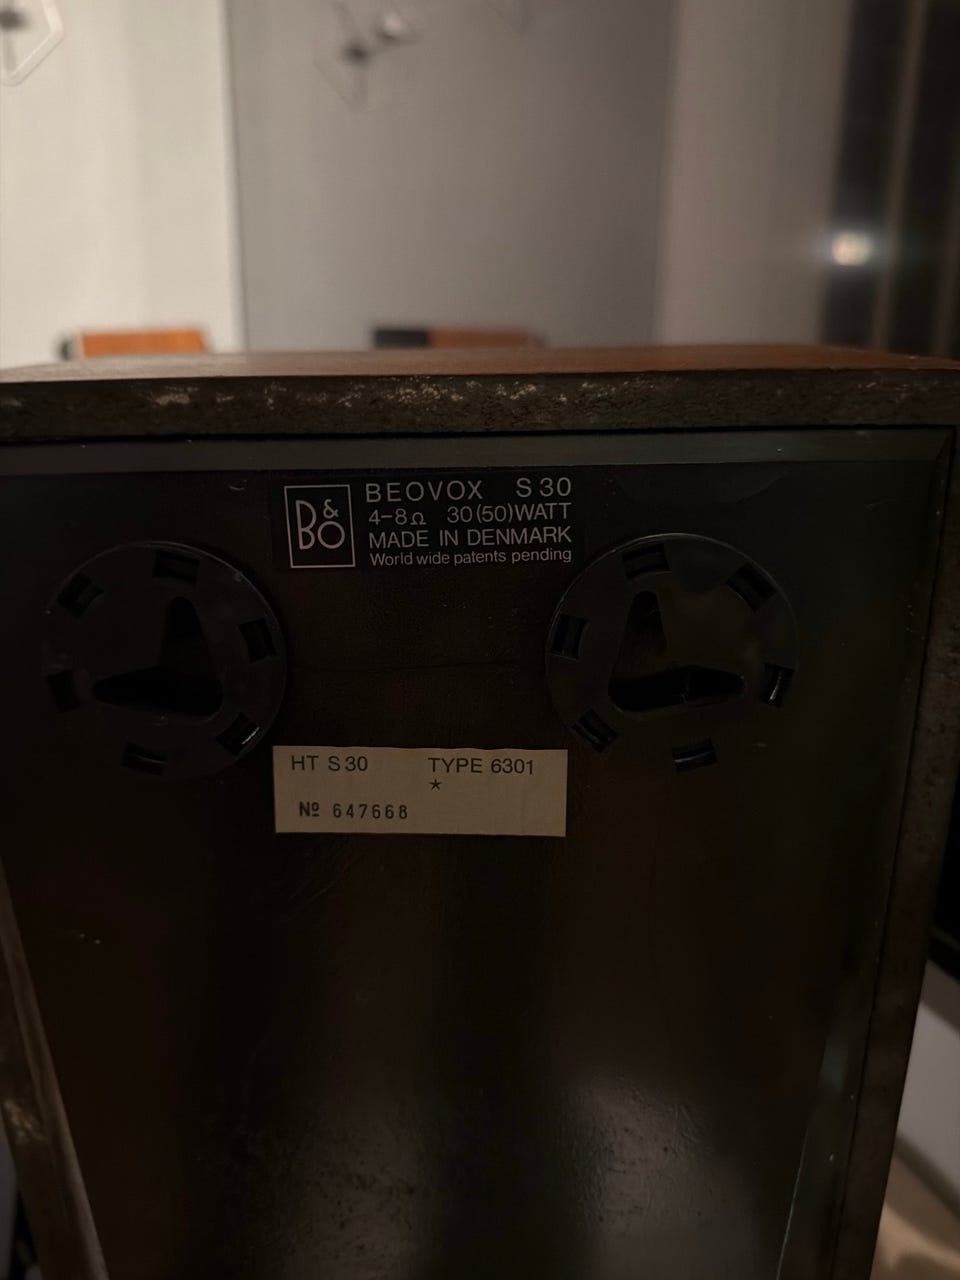 B&O
BEOVOX S 30
4-8Ω 30(50)WATT
MADE IN DENMARK
World wide patents pending
HT S30 TYPE 6301
★
Nº 647668